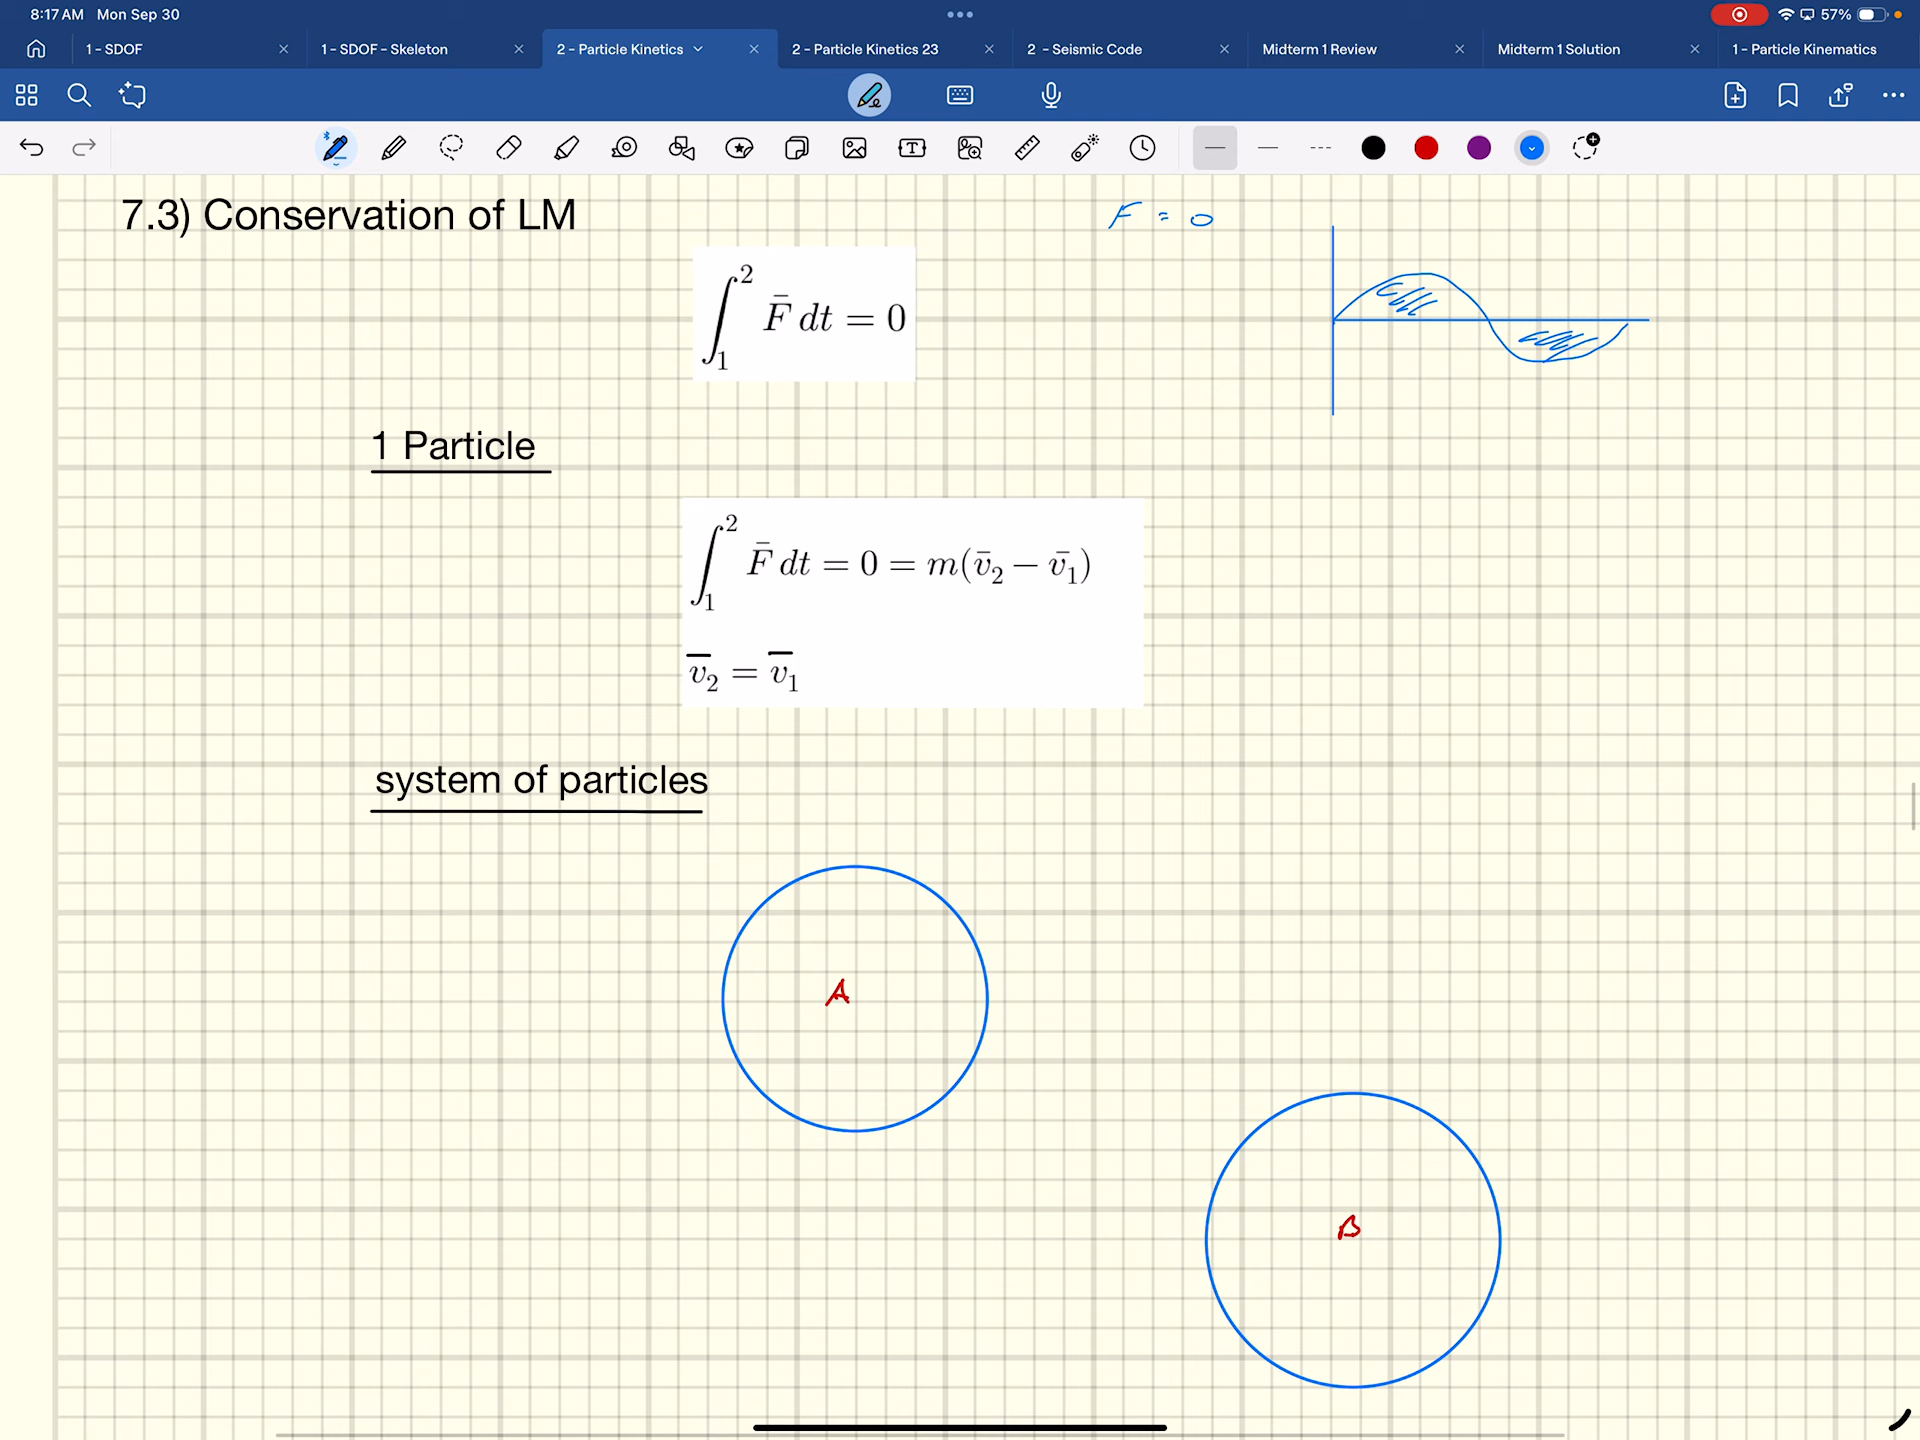 8:17 AM Mon Sep 30
57%
1 - SDOF
1 - SDOF - Skeleton
2 - Particle Kinetics
2 - Particle Kinetics 23
2 - Seismic Code
Midterm 1 Review
Midterm 1 Solution
1 - Particle Kinematics
7.3) Conservation of LM
F = 0
∫₁² F̄ dt = 0
1 Particle
∫₁² F̄ dt = 0 = m(v̄₂ − v̄₁)
v̄₂ = v̄₁
system of particles
A
B